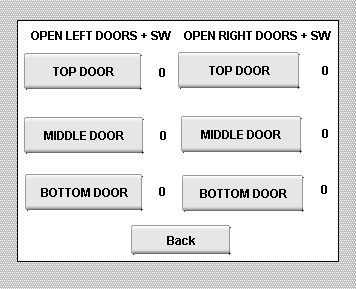 OPEN LEFT DOORS + SW OPEN RIGHT DOORS + SW
TOP DOOR 0 TOP DOOR 0
MIDDLE DOOR 0 MIDDLE DOOR 0
BOTTOM DOOR 0 BOTTOM DOOR 0
Back